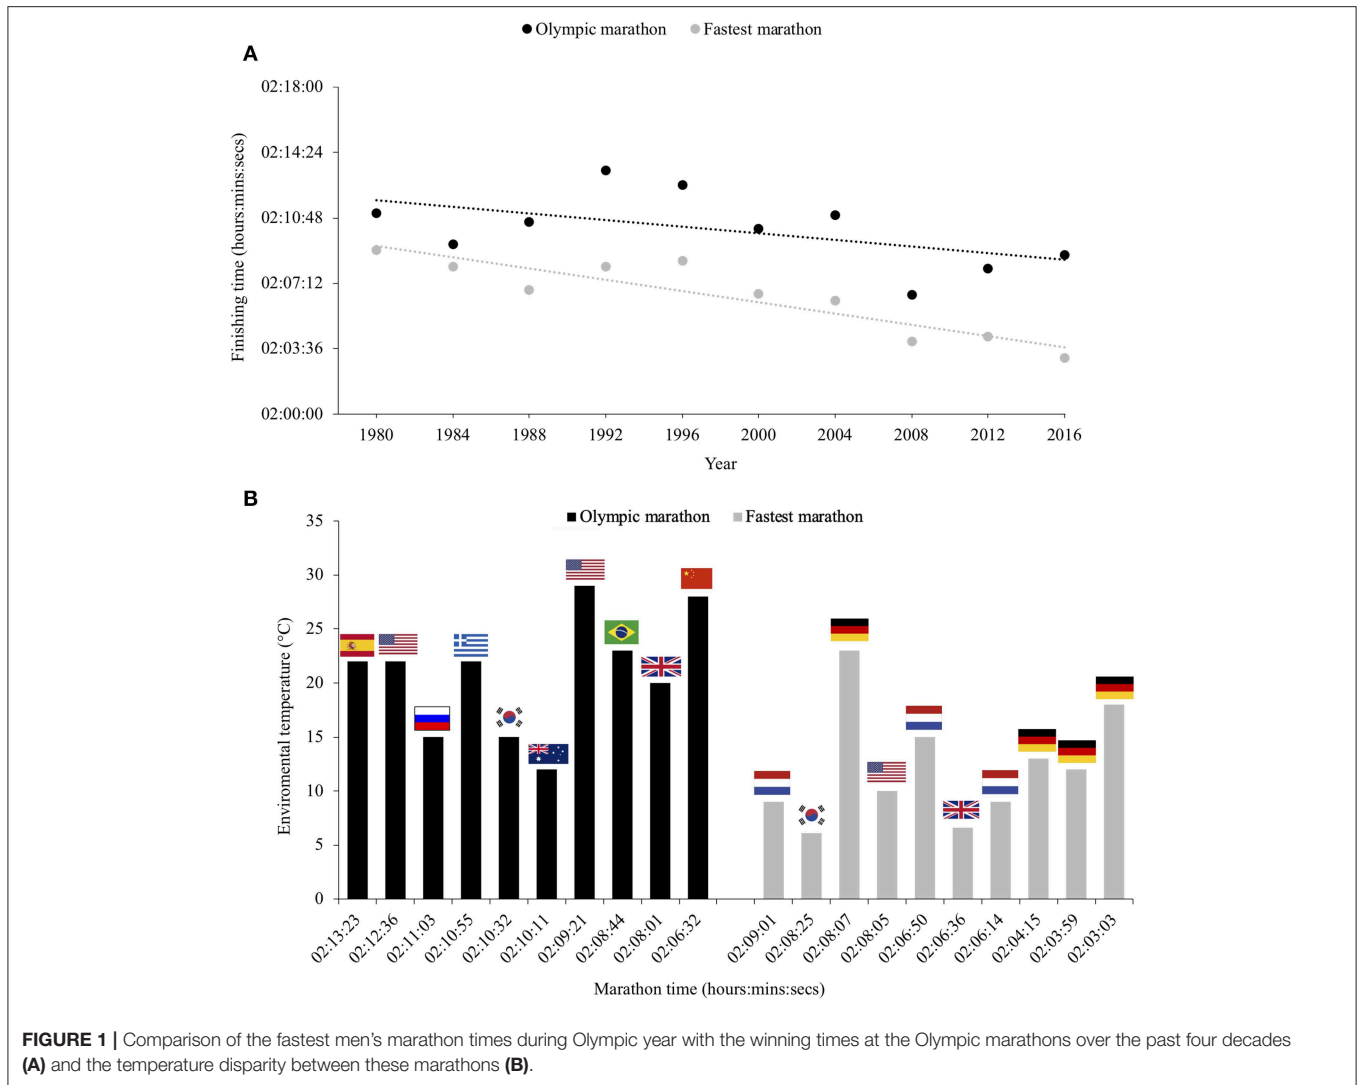 Olympic marathon Fastest marathon
A
02:18:00
02:14:24
02:10:48
02:07:12
02:03:36
02:00:00
Finishing time (hours:mins:secs)
1980 1984 1988 1992 1996 2000 2004 2008 2012 2016
Year
B
Olympic marathon Fastest marathon
35
30
25
20
15
10
5
0
Enviromental temperature (°C)
02:13:23 02:12:36 02:11:03 02:10:55 02:10:32 02:10:11 02:09:21 02:08:44 02:08:01 02:06:32 02:09:01 02:08:25 02:08:07 02:08:05 02:06:50 02:06:36 02:06:14 02:04:15 02:03:59 02:03:03
Marathon time (hours:mins:secs)
FIGURE 1 | Comparison of the fastest men's marathon times during Olympic year with the winning times at the Olympic marathons over the past four decades
(A) and the temperature disparity between these marathons (B).